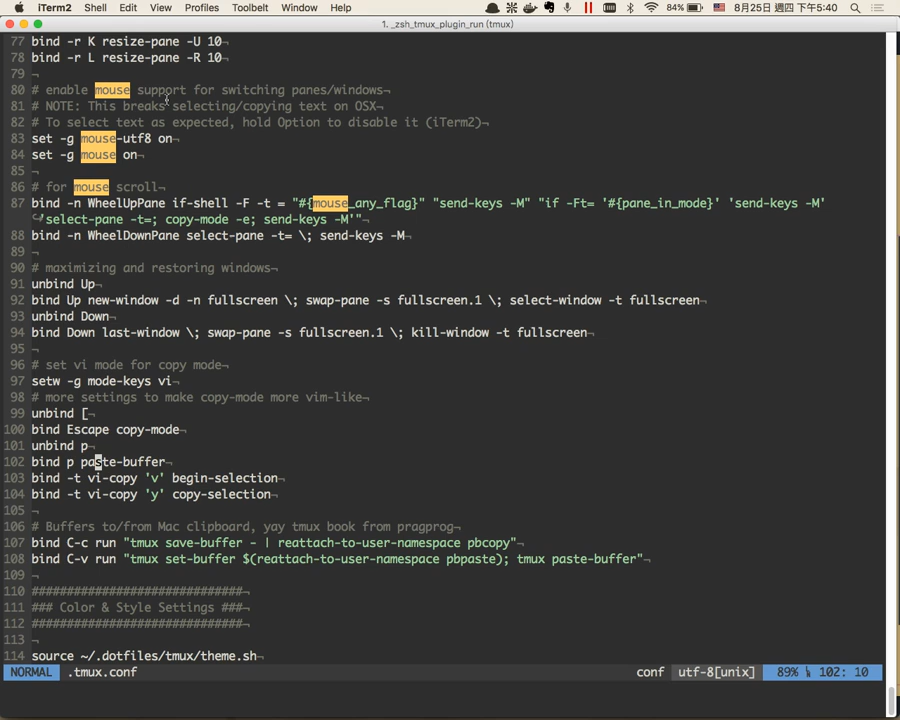 iTerm2 Shell Edit View Profiles Toolbelt Window Help 84% 8月25日 週四 下午5:40
1. _zsh_tmux_plugin_run (tmux)
77 bind -r K resize-pane -U 10¬
78 bind -r L resize-pane -R 10¬
79 ¬
80 # enable mouse support for switching panes/windows¬
81 # NOTE: This breaks selecting/copying text on OSX¬
82 # To select text as expected, hold Option to disable it (iTerm2)¬
83 set -g mouse-utf8 on¬
84 set -g mouse on¬
85 ¬
86 # for mouse scroll¬
87 bind -n WheelUpPane if-shell -F -t = "#{mouse_any_flag}" "send-keys -M" "if -Ft= '#{pane_in_mode}' 'send-keys -M'
'select-pane -t=; copy-mode -e; send-keys -M'"¬
88 bind -n WheelDownPane select-pane -t= \; send-keys -M¬
89 ¬
90 # maximizing and restoring windows¬
91 unbind Up¬
92 bind Up new-window -d -n fullscreen \; swap-pane -s fullscreen.1 \; select-window -t fullscreen¬
93 unbind Down¬
94 bind Down last-window \; swap-pane -s fullscreen.1 \; kill-window -t fullscreen¬
95 ¬
96 # set vi mode for copy mode¬
97 setw -g mode-keys vi¬
98 # more settings to make copy-mode more vim-like¬
99 unbind [¬
100 bind Escape copy-mode¬
101 unbind p¬
102 bind p paste-buffer¬
103 bind -t vi-copy 'v' begin-selection¬
104 bind -t vi-copy 'y' copy-selection¬
105 ¬
106 # Buffers to/from Mac clipboard, yay tmux book from pragprog¬
107 bind C-c run "tmux save-buffer - | reattach-to-user-namespace pbcopy"¬
108 bind C-v run "tmux set-buffer $(reattach-to-user-namespace pbpaste); tmux paste-buffer"¬
109 ¬
110 ##############################¬
111 ### Color & Style Settings ###¬
112 ##############################¬
113 ¬
114 source ~/.dotfiles/tmux/theme.sh¬
NORMAL .tmux.conf conf utf-8[unix] 89% 102: 10